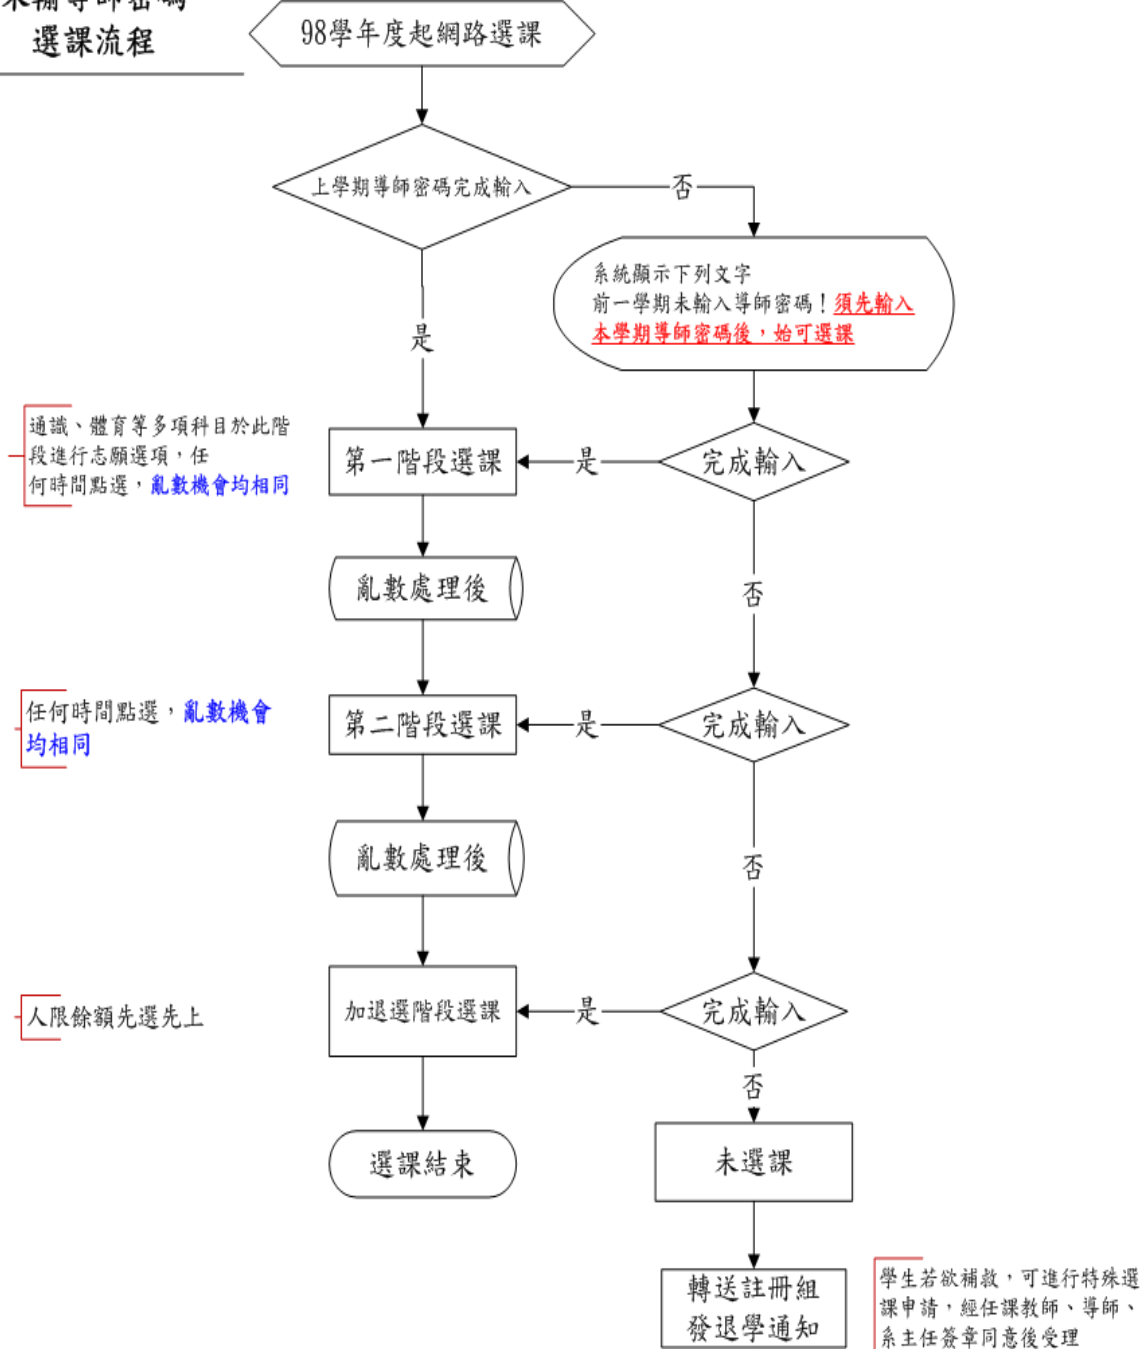 未輸導師密碼
選課流程
98學年度起網路選課
上學期導師密碼完成輸入
否
系統顯示下列文字
前一學期未輸入導師密碼!須先輸入
本學期導師密碼後,始可選課
是
通識、體育等多項科目於此階
段進行志願選項,任
何時間點選,亂數機會均相同
第一階段選課
是
完成輸入
亂數處理後
否
任何時間點選,亂數機會
均相同
第二階段選課
是
完成輸入
亂數處理後
否
人限餘額先選先上
加退選階段選課
是
完成輸入
否
選課結束
未選課
轉送註冊組
發退學通知
學生若欲補救,可進行特殊選
課申請,經任課教師、導師、
系主任簽章同意後受理